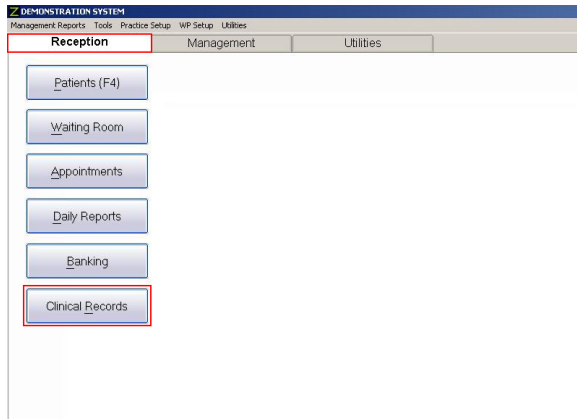 Z DEMONSTRATION SYSTEM
Management Reports Tools Practice Setup WP Setup Utilities
Reception Management Utilities
Patients (F4)
Waiting Room
Appointments
Daily Reports
Banking
Clinical Records